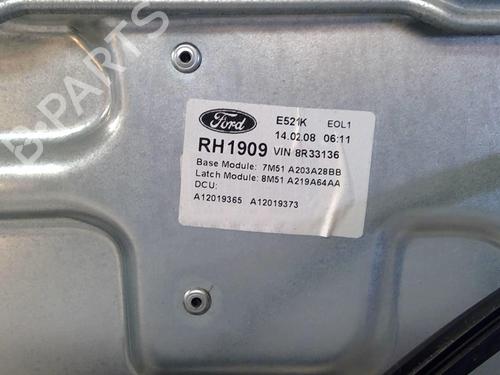 B-PARTS
Ford
E521K EOL1
14.02.08 06:11
RH1909 VIN 8R33136
Base Module: 7M51 A203A28BB
Latch Module: 8M51 A219A64AA
DCU:
A12019365 A12019373